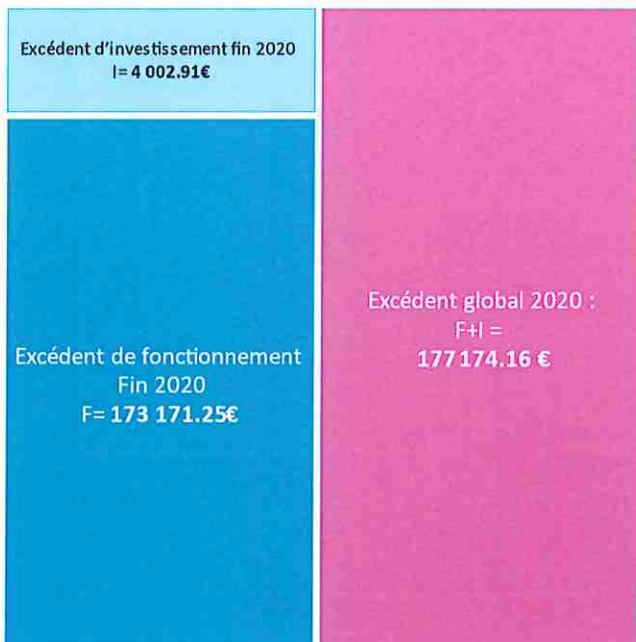 Excédent d'investissement fin 2020
I= 4 002.91€
Excédent de fonctionnement
Fin 2020
F= 173 171.25€
Excédent global 2020 :
F+I =
177 174.16 €